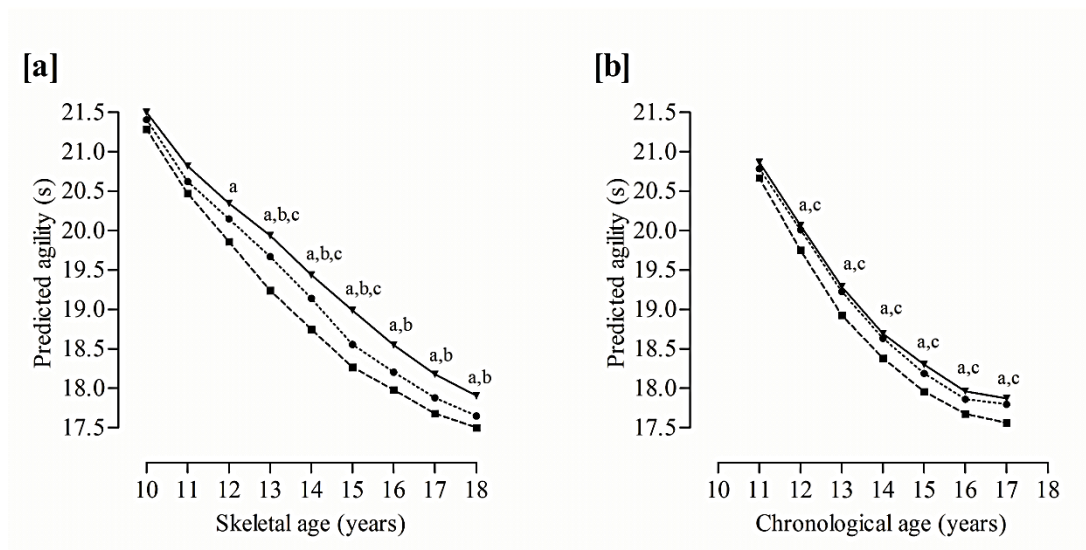 [a]
Predicted agility (s)
21.5
21.0
20.5
20.0
19.5
19.0
18.5
18.0
17.5
a
a,b,c
a,b,c
a,b,c
a,b
a,b
a,b
10 11 12 13 14 15 16 17 18
Skeletal age (years)
[b]
Predicted agility (s)
21.5
21.0
20.5
20.0
19.5
19.0
18.5
18.0
17.5
a,c
a,c
a,c
a,c
a,c
a,c
10 11 12 13 14 15 16 17 18
Chronological age (years)